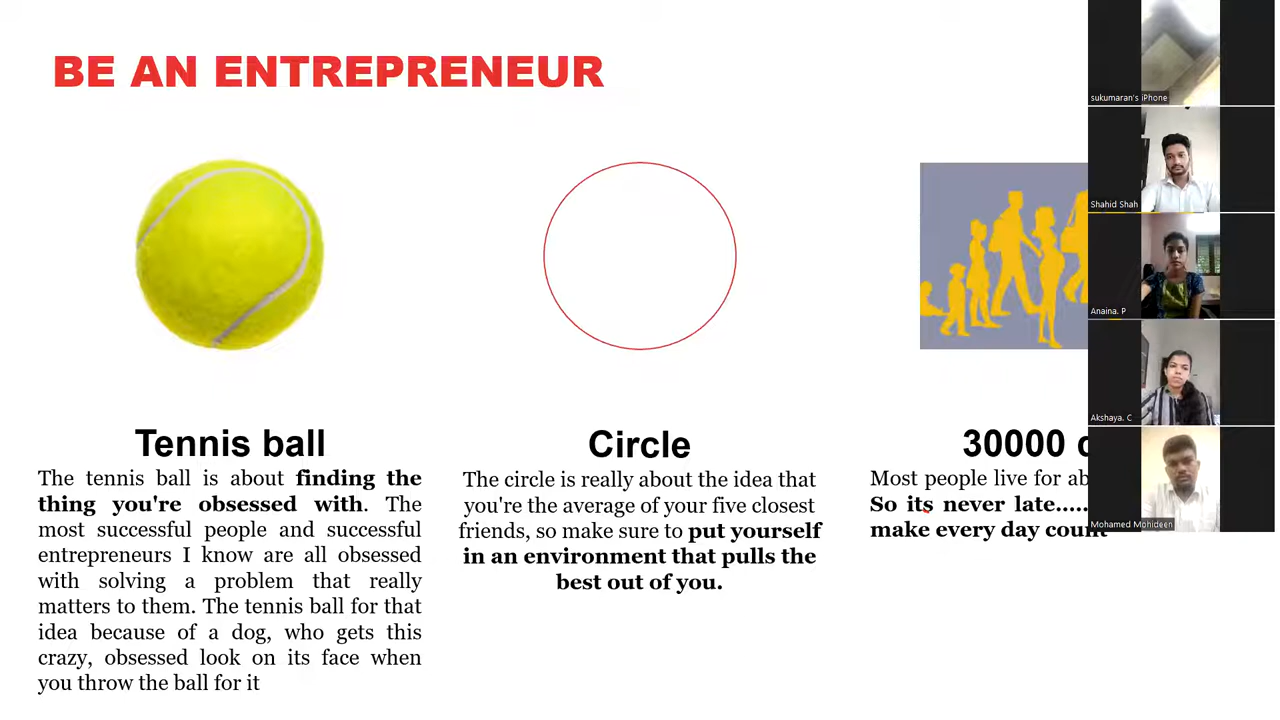 BE AN ENTREPRENEUR
Tennis ball
The tennis ball is about finding the
thing you're obsessed with. The
most successful people and successful
entrepreneurs I know are all obsessed
with solving a problem that really
matters to them. The tennis ball for that
idea because of a dog, who gets this
crazy, obsessed look on its face when
you throw the ball for it
Circle
The circle is really about the idea that
you're the average of your five closest
friends, so make sure to put yourself
in an environment that pulls the
best out of you.
30000
Most people live for
So its never late.....
make every day count
sukumaran's iPhone
Shahid Shah
Anaina. P
Akshaya. C
Mohamed Mohideen